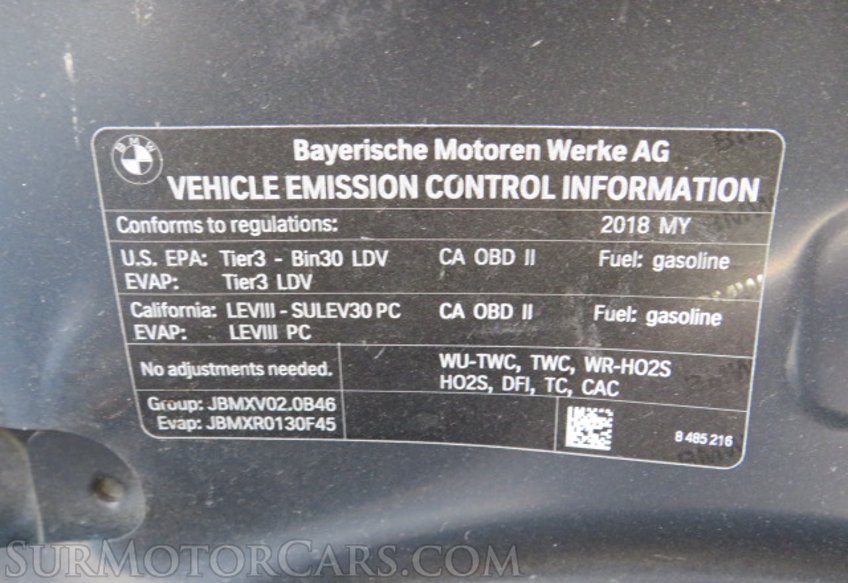 BMW
Bayerische Motoren Werke AG
VEHICLE EMISSION CONTROL INFORMATION
Conforms to regulations: 2018 MY
U.S. EPA: Tier3 - Bin30 LDV CA OBD II Fuel: gasoline
EVAP: Tier3 LDV
California: LEVIII - SULEV30 PC CA OBD II Fuel: gasoline
EVAP: LEVIII PC
No adjustments needed. WU-TWC, TWC, WR-HO2S
HO2S, DFI, TC, CAC
Group: JBMXV02.0B46
Evap: JBMXR0130F45
8 485 216
SurMotorCars.com